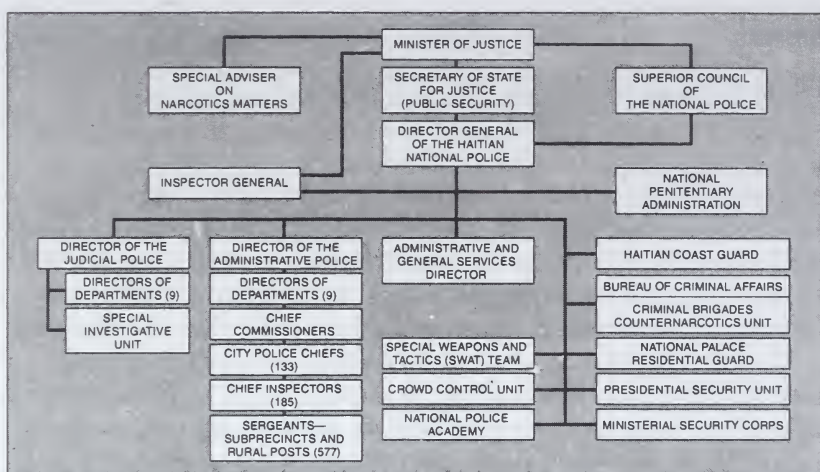 MINISTER OF JUSTICE
SPECIAL ADVISER
ON
NARCOTICS MATTERS
SECRETARY OF STATE
FOR JUSTICE
(PUBLIC SECURITY)
SUPERIOR COUNCIL
OF
THE NATIONAL POLICE
DIRECTOR GENERAL
OF THE HAITIAN
NATIONAL POLICE
INSPECTOR GENERAL
NATIONAL
PENITENTIARY
ADMINISTRATION
DIRECTOR OF THE
JUDICIAL POLICE
DIRECTORS OF
DEPARTMENTS (9)
SPECIAL
INVESTIGATIVE
UNIT
DIRECTOR OF THE
ADMINISTRATIVE POLICE
DIRECTORS OF
DEPARTMENTS (9)
CHIEF
COMMISSIONERS
CITY POLICE CHIEFS
(133)
CHIEF INSPECTORS
(185)
SERGEANTS—
SUBPRECINCTS AND
RURAL POSTS (577)
ADMINISTRATIVE AND
GENERAL SERVICES
DIRECTOR
SPECIAL WEAPONS AND
TACTICS (SWAT) TEAM
CROWD CONTROL UNIT
NATIONAL POLICE
ACADEMY
HAITIAN COAST GUARD
BUREAU OF CRIMINAL AFFAIRS
CRIMINAL BRIGADES
COUNTERNARCOTICS UNIT
NATIONAL PALACE
RESIDENTIAL GUARD
PRESIDENTIAL SECURITY UNIT
MINISTERIAL SECURITY CORPS